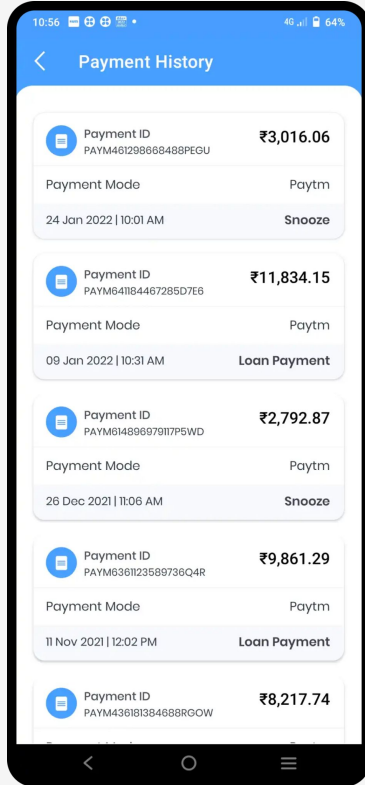 10:56
4G
64%
Payment History
Payment ID ₹3,016.06
PAYM461298668488PEGU
Payment Mode Paytm
24 Jan 2022 | 10:01 AM Snooze
Payment ID ₹11,834.15
PAYM641184467285D7E6
Payment Mode Paytm
09 Jan 2022 | 10:31 AM Loan Payment
Payment ID ₹2,792.87
PAYM614896979117P5WD
Payment Mode Paytm
26 Dec 2021 | 11:06 AM Snooze
Payment ID ₹9,861.29
PAYM6361123589736Q4R
Payment Mode Paytm
11 Nov 2021 | 12:02 PM Loan Payment
Payment ID ₹8,217.74
PAYM436181384688RGOW